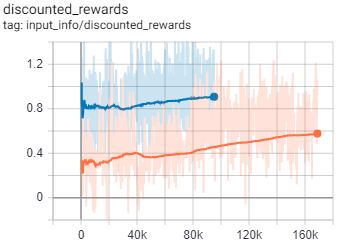 discounted_rewards
tag: input_info/discounted_rewards
1.2
0.8
0.4
0
0 40k 80k 120k 160k